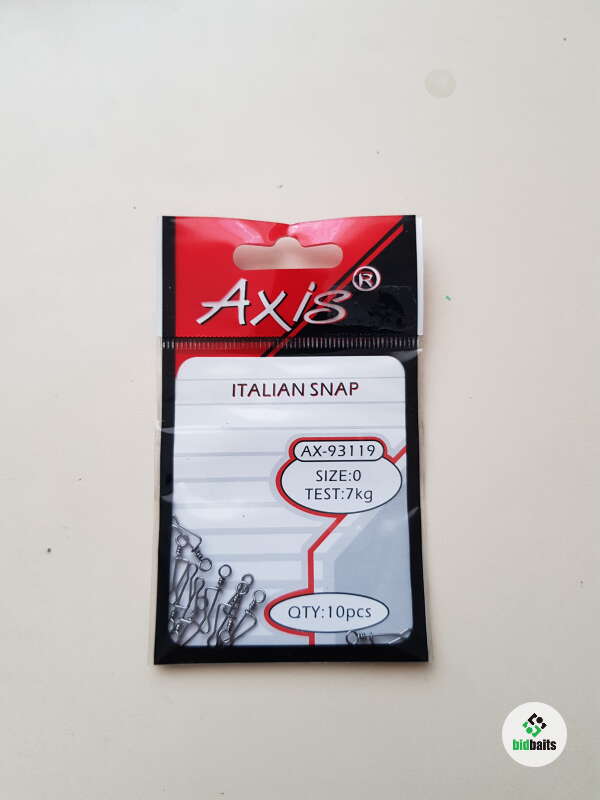 Axis®
ITALIAN SNAP
AX-93119
SIZE:0
TEST:7kg
QTY:10pcs
bidbaits